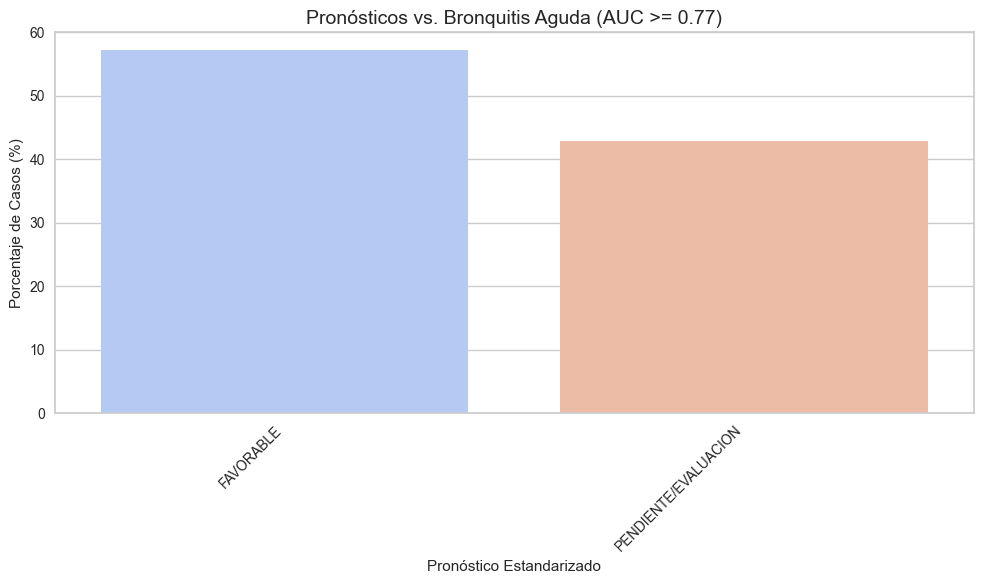 Pronósticos vs. Bronquitis Aguda (AUC >= 0.77)
Porcentaje de Casos (%)
60
50
40
30
20
10
0
FAVORABLE
PENDIENTE/EVALUACION
Pronóstico Estandarizado